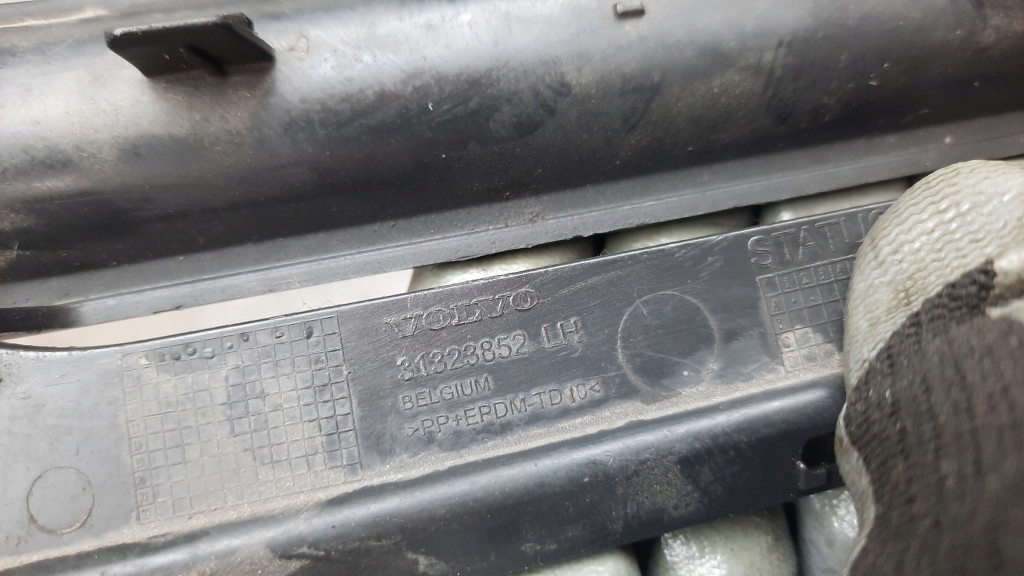 VOLVO
31323852 LH
BELGIUM
>PP+EPDM-TD10<